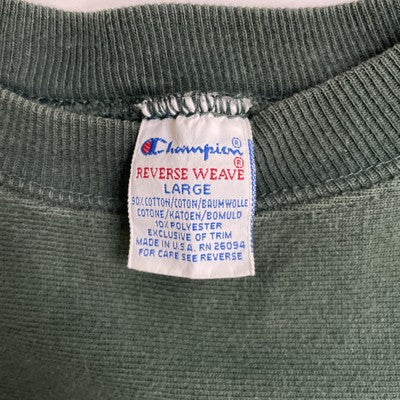 Champion®
REVERSE WEAVE®
LARGE
90% COTTON/COTON/BAUMWOLLE
COTONE/KATOEN/BOMULD
10% POLYESTER
EXCLUSIVE OF TRIM
MADE IN U.S.A. RN 26094
FOR CARE SEE REVERSE